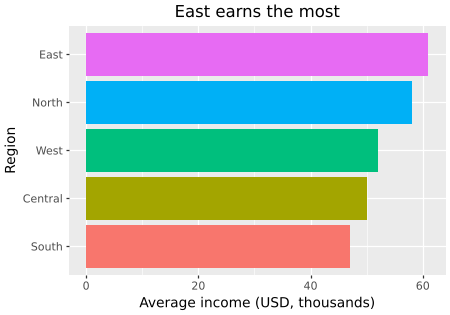 East earns the most
East
North
West
Central
South
Region
0 20 40 60
Average income (USD, thousands)